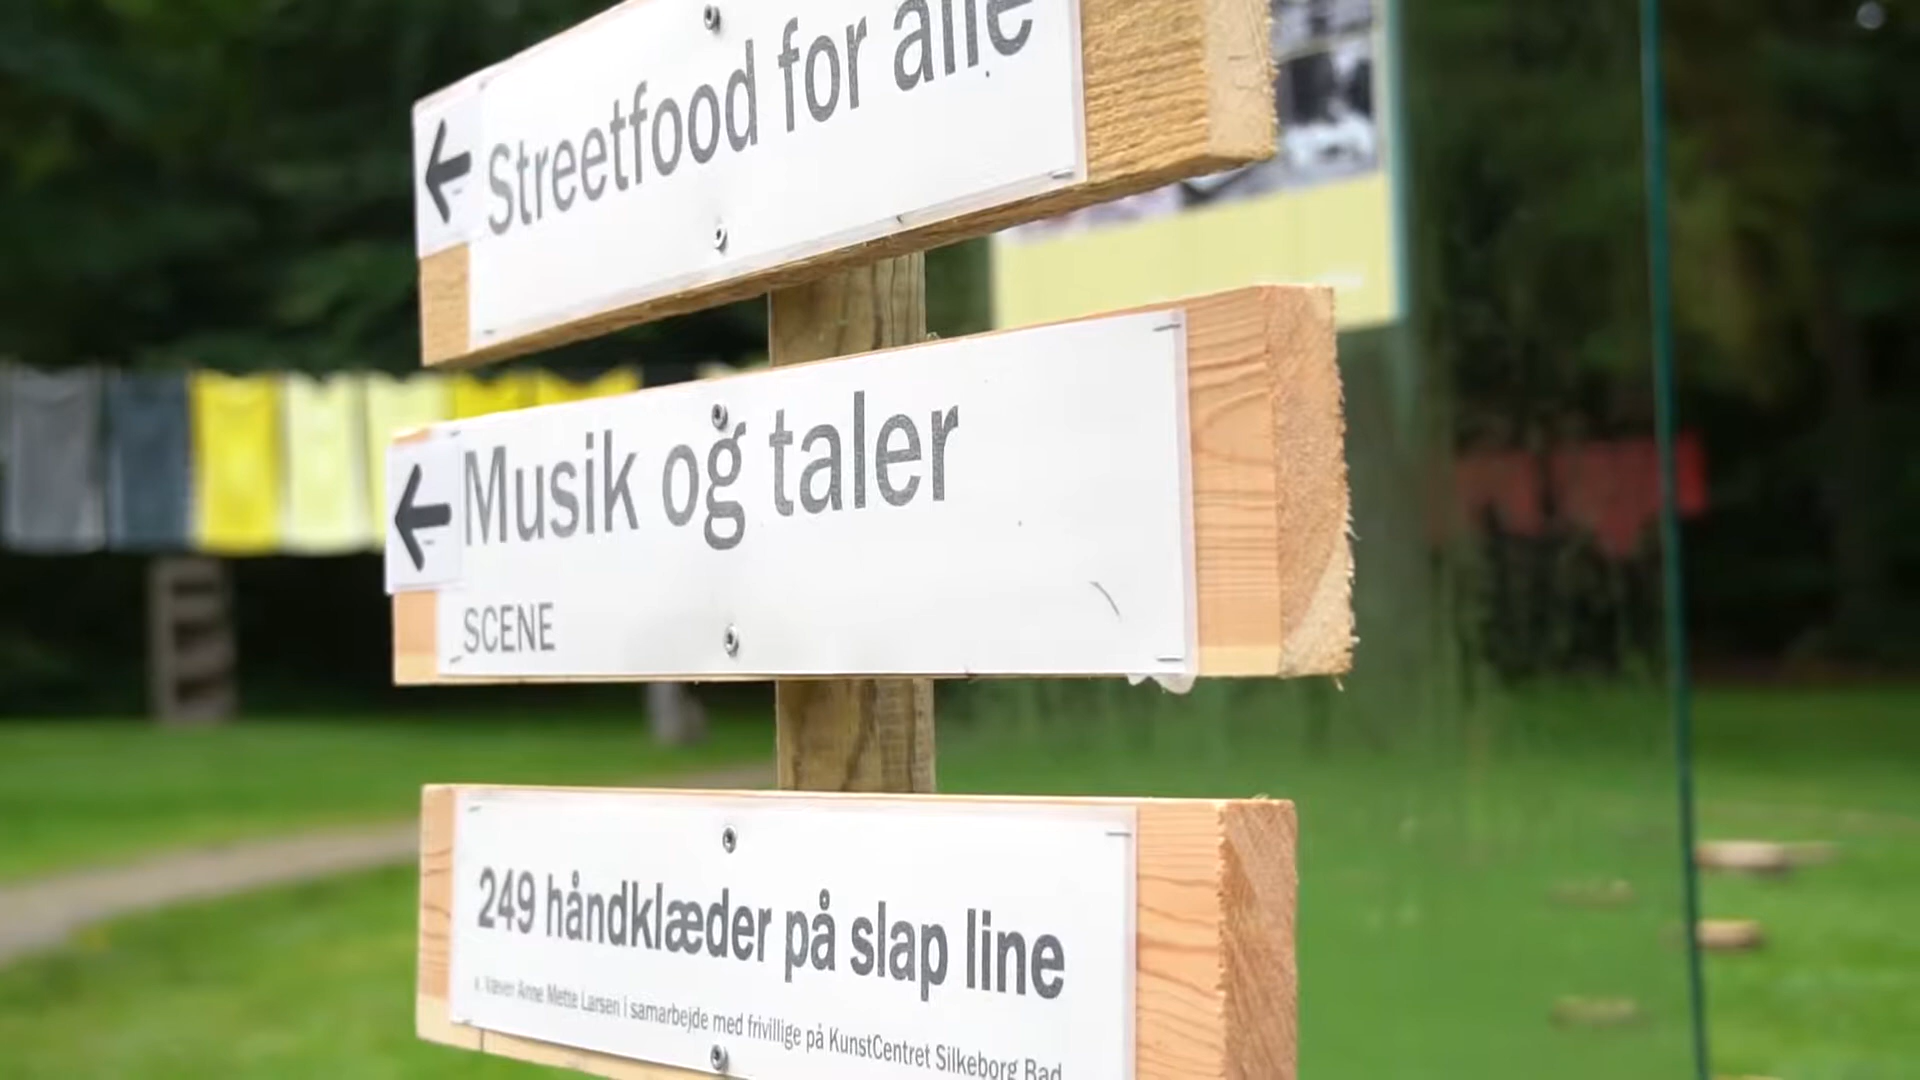 Streetfood for alle
Musik og taler
SCENE
249 håndklæder på slap line
Væver Anne Mette Larsen i samarbejde med frivillige på KunstCentret Silkeborg Bad